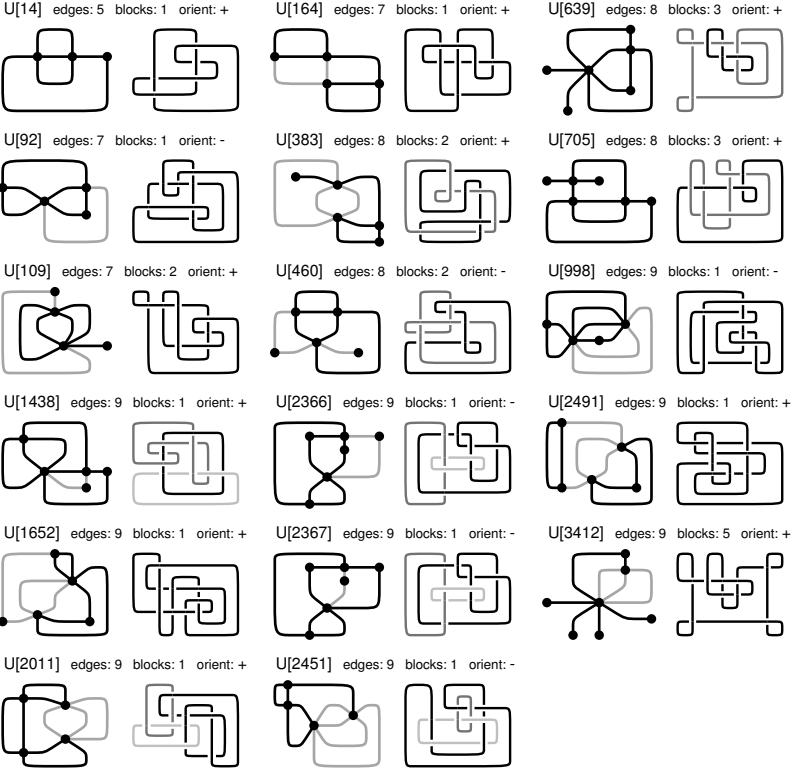 U[14] edges: 5 blocks: 1 orient: +
U[164] edges: 7 blocks: 1 orient: +
U[639] edges: 8 blocks: 3 orient: +
U[92] edges: 7 blocks: 1 orient: -
U[383] edges: 8 blocks: 2 orient: +
U[705] edges: 8 blocks: 3 orient: +
U[109] edges: 7 blocks: 2 orient: +
U[460] edges: 8 blocks: 2 orient: -
U[998] edges: 9 blocks: 1 orient: -
U[1438] edges: 9 blocks: 1 orient: +
U[2366] edges: 9 blocks: 1 orient: -
U[2491] edges: 9 blocks: 1 orient: +
U[1652] edges: 9 blocks: 1 orient: +
U[2367] edges: 9 blocks: 1 orient: -
U[3412] edges: 9 blocks: 5 orient: +
U[2011] edges: 9 blocks: 1 orient: +
U[2451] edges: 9 blocks: 1 orient: -